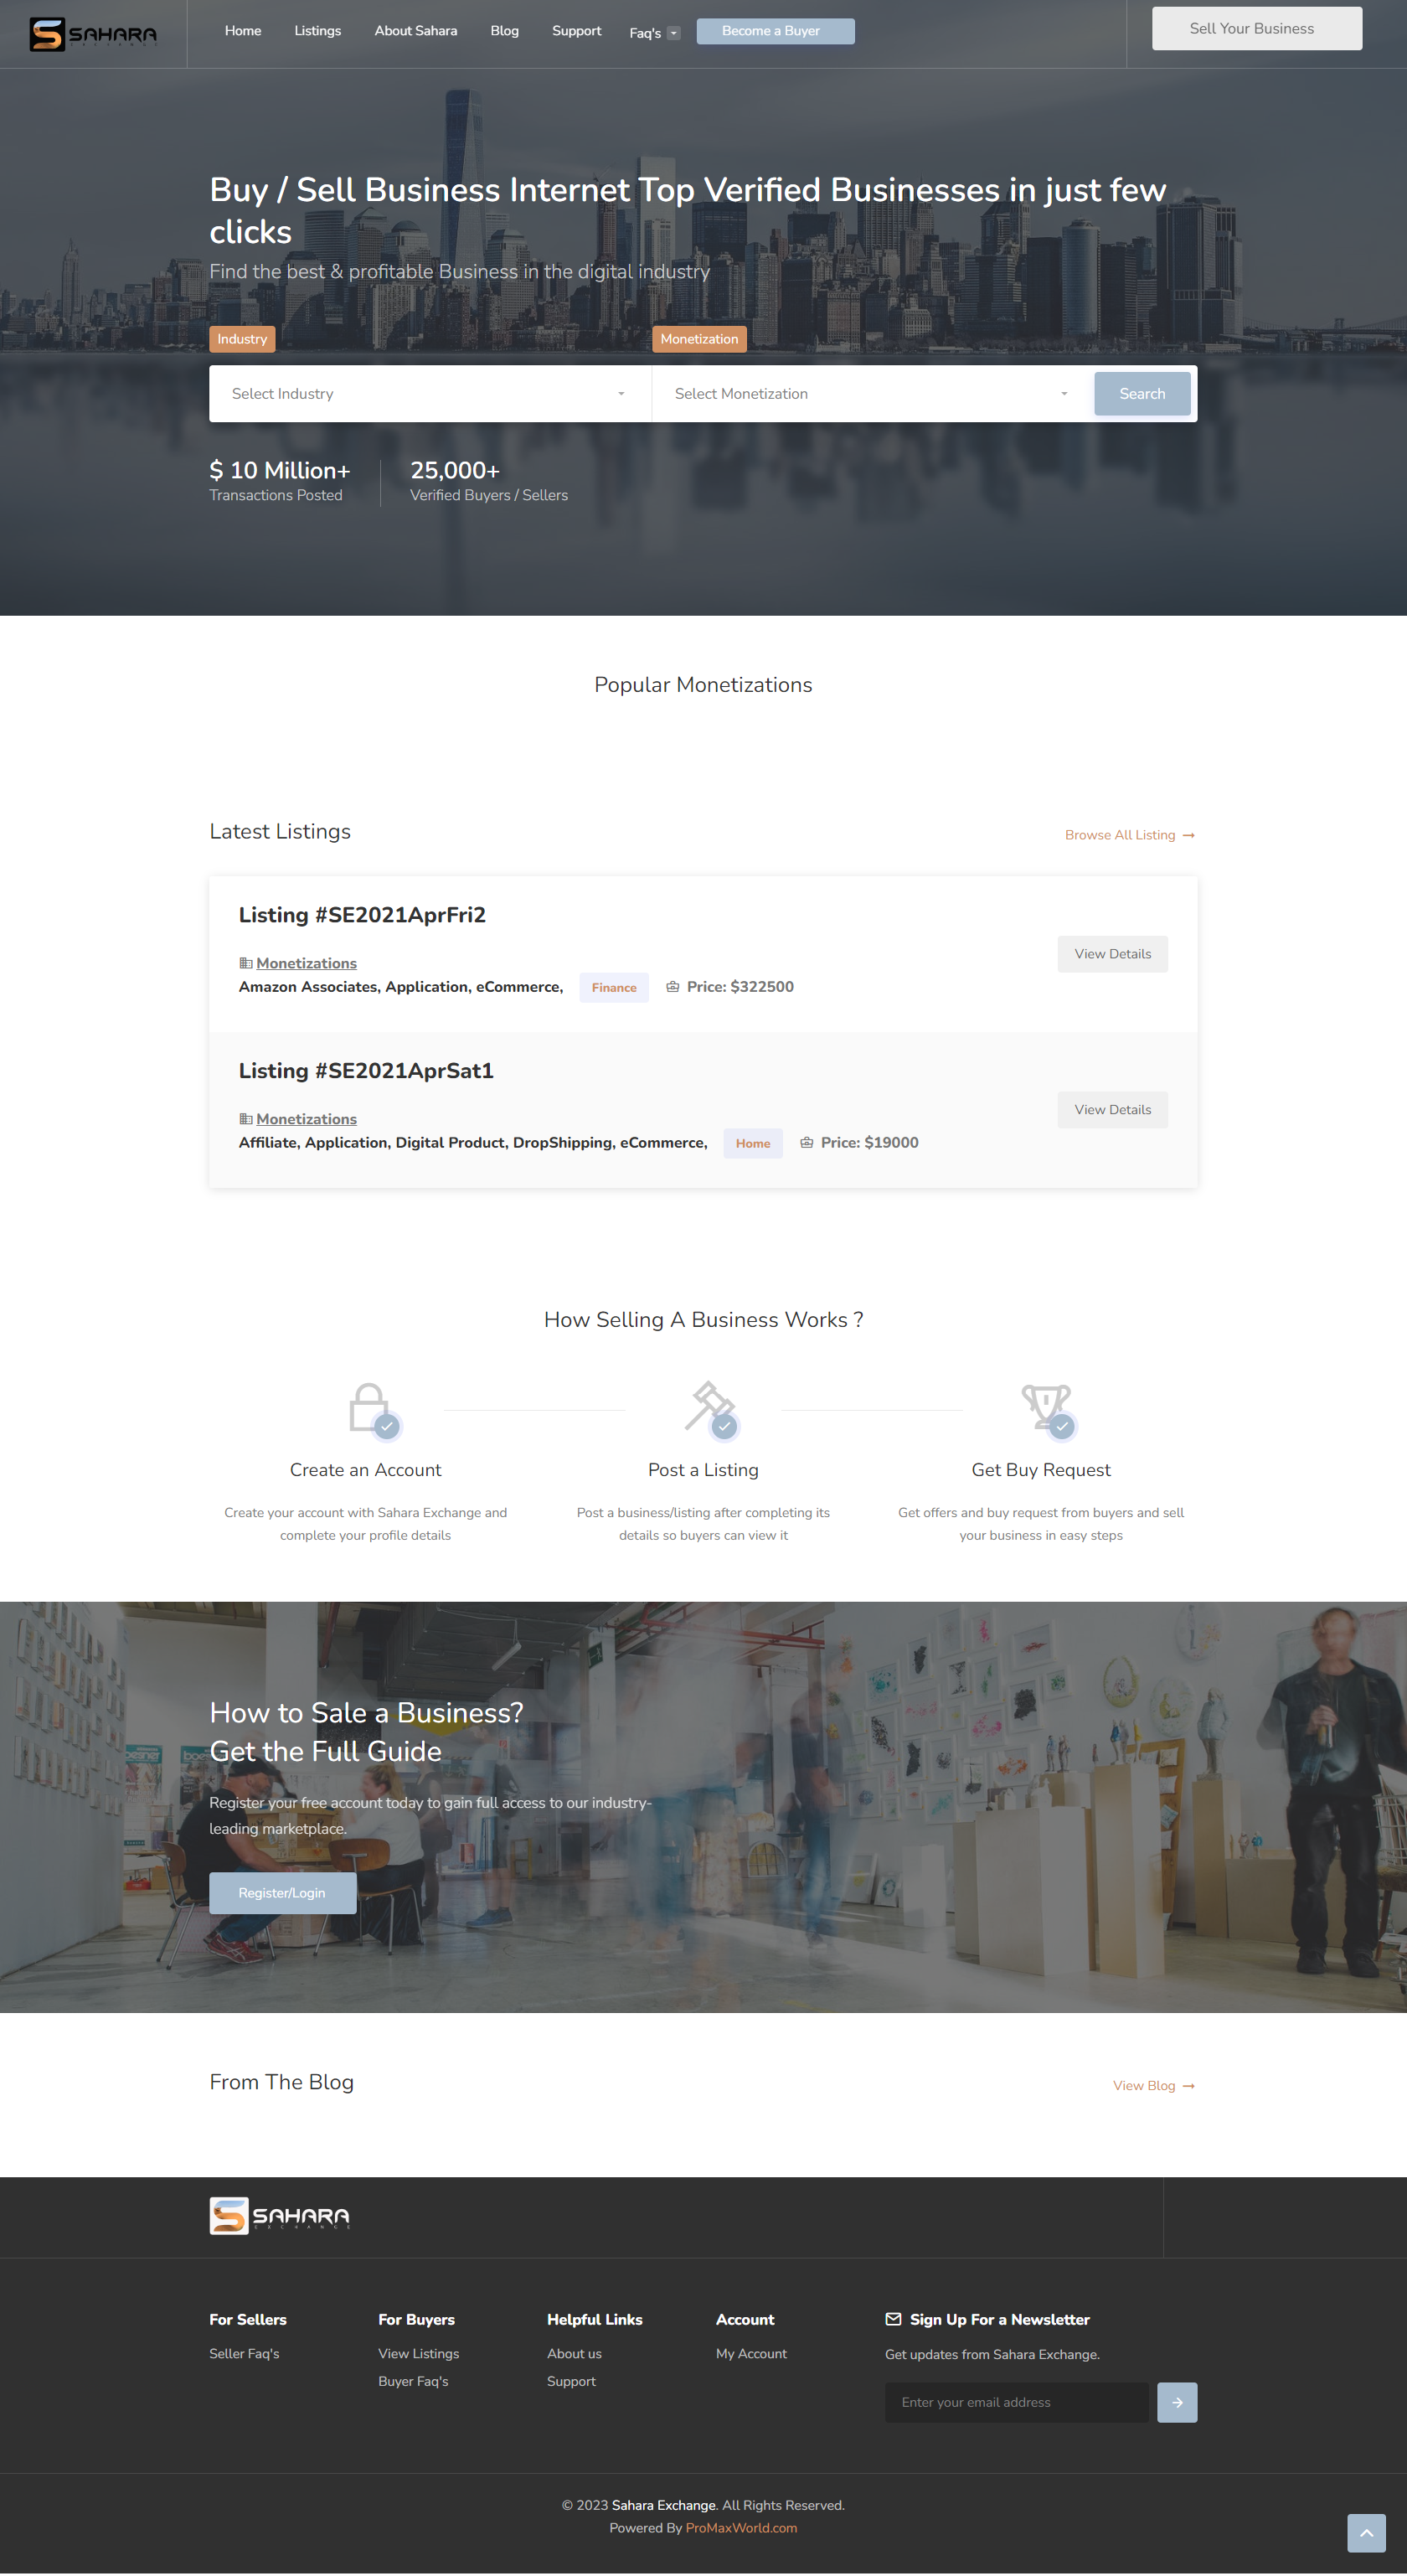 SAHARA
Home
Listings
About Sahara
Blog
Support
Faq's
Become a Buyer
Sell Your Business
Buy / Sell Business Internet Top Verified Businesses in just few
clicks
Find the best & profitable Business in the digital industry
Industry
Monetization
Select Industry
Select Monetization
Search
$ 10 Million+
Transactions Posted
25,000+
Verified Buyers / Sellers
Popular Monetizations
Latest Listings
Browse All Listing
Listing #SE2021AprFri2
Monetizations
Amazon Associates, Application, eCommerce,
Finance
Price: $322500
View Details
Listing #SE2021AprSat1
Monetizations
Affiliate, Application, Digital Product, DropShipping, eCommerce,
Home
Price: $19000
View Details
How Selling A Business Works ?
Create an Account
Create your account with Sahara Exchange and
complete your profile details
Post a Listing
Post a business/listing after completing its
details so buyers can view it
Get Buy Request
Get offers and buy request from buyers and sell
your business in easy steps
How to Sale a Business?
Get the Full Guide
Register your free account today to gain full access to our industry-
leading marketplace.
Register/Login
From The Blog
View Blog
SAHARA
EXCHANGE
For Sellers
Seller Faq's
For Buyers
View Listings
Buyer Faq's
Helpful Links
About us
Support
Account
My Account
Sign Up For a Newsletter
Get updates from Sahara Exchange.
Enter your email address
© 2023 Sahara Exchange. All Rights Reserved.
Powered By ProMaxWorld.com